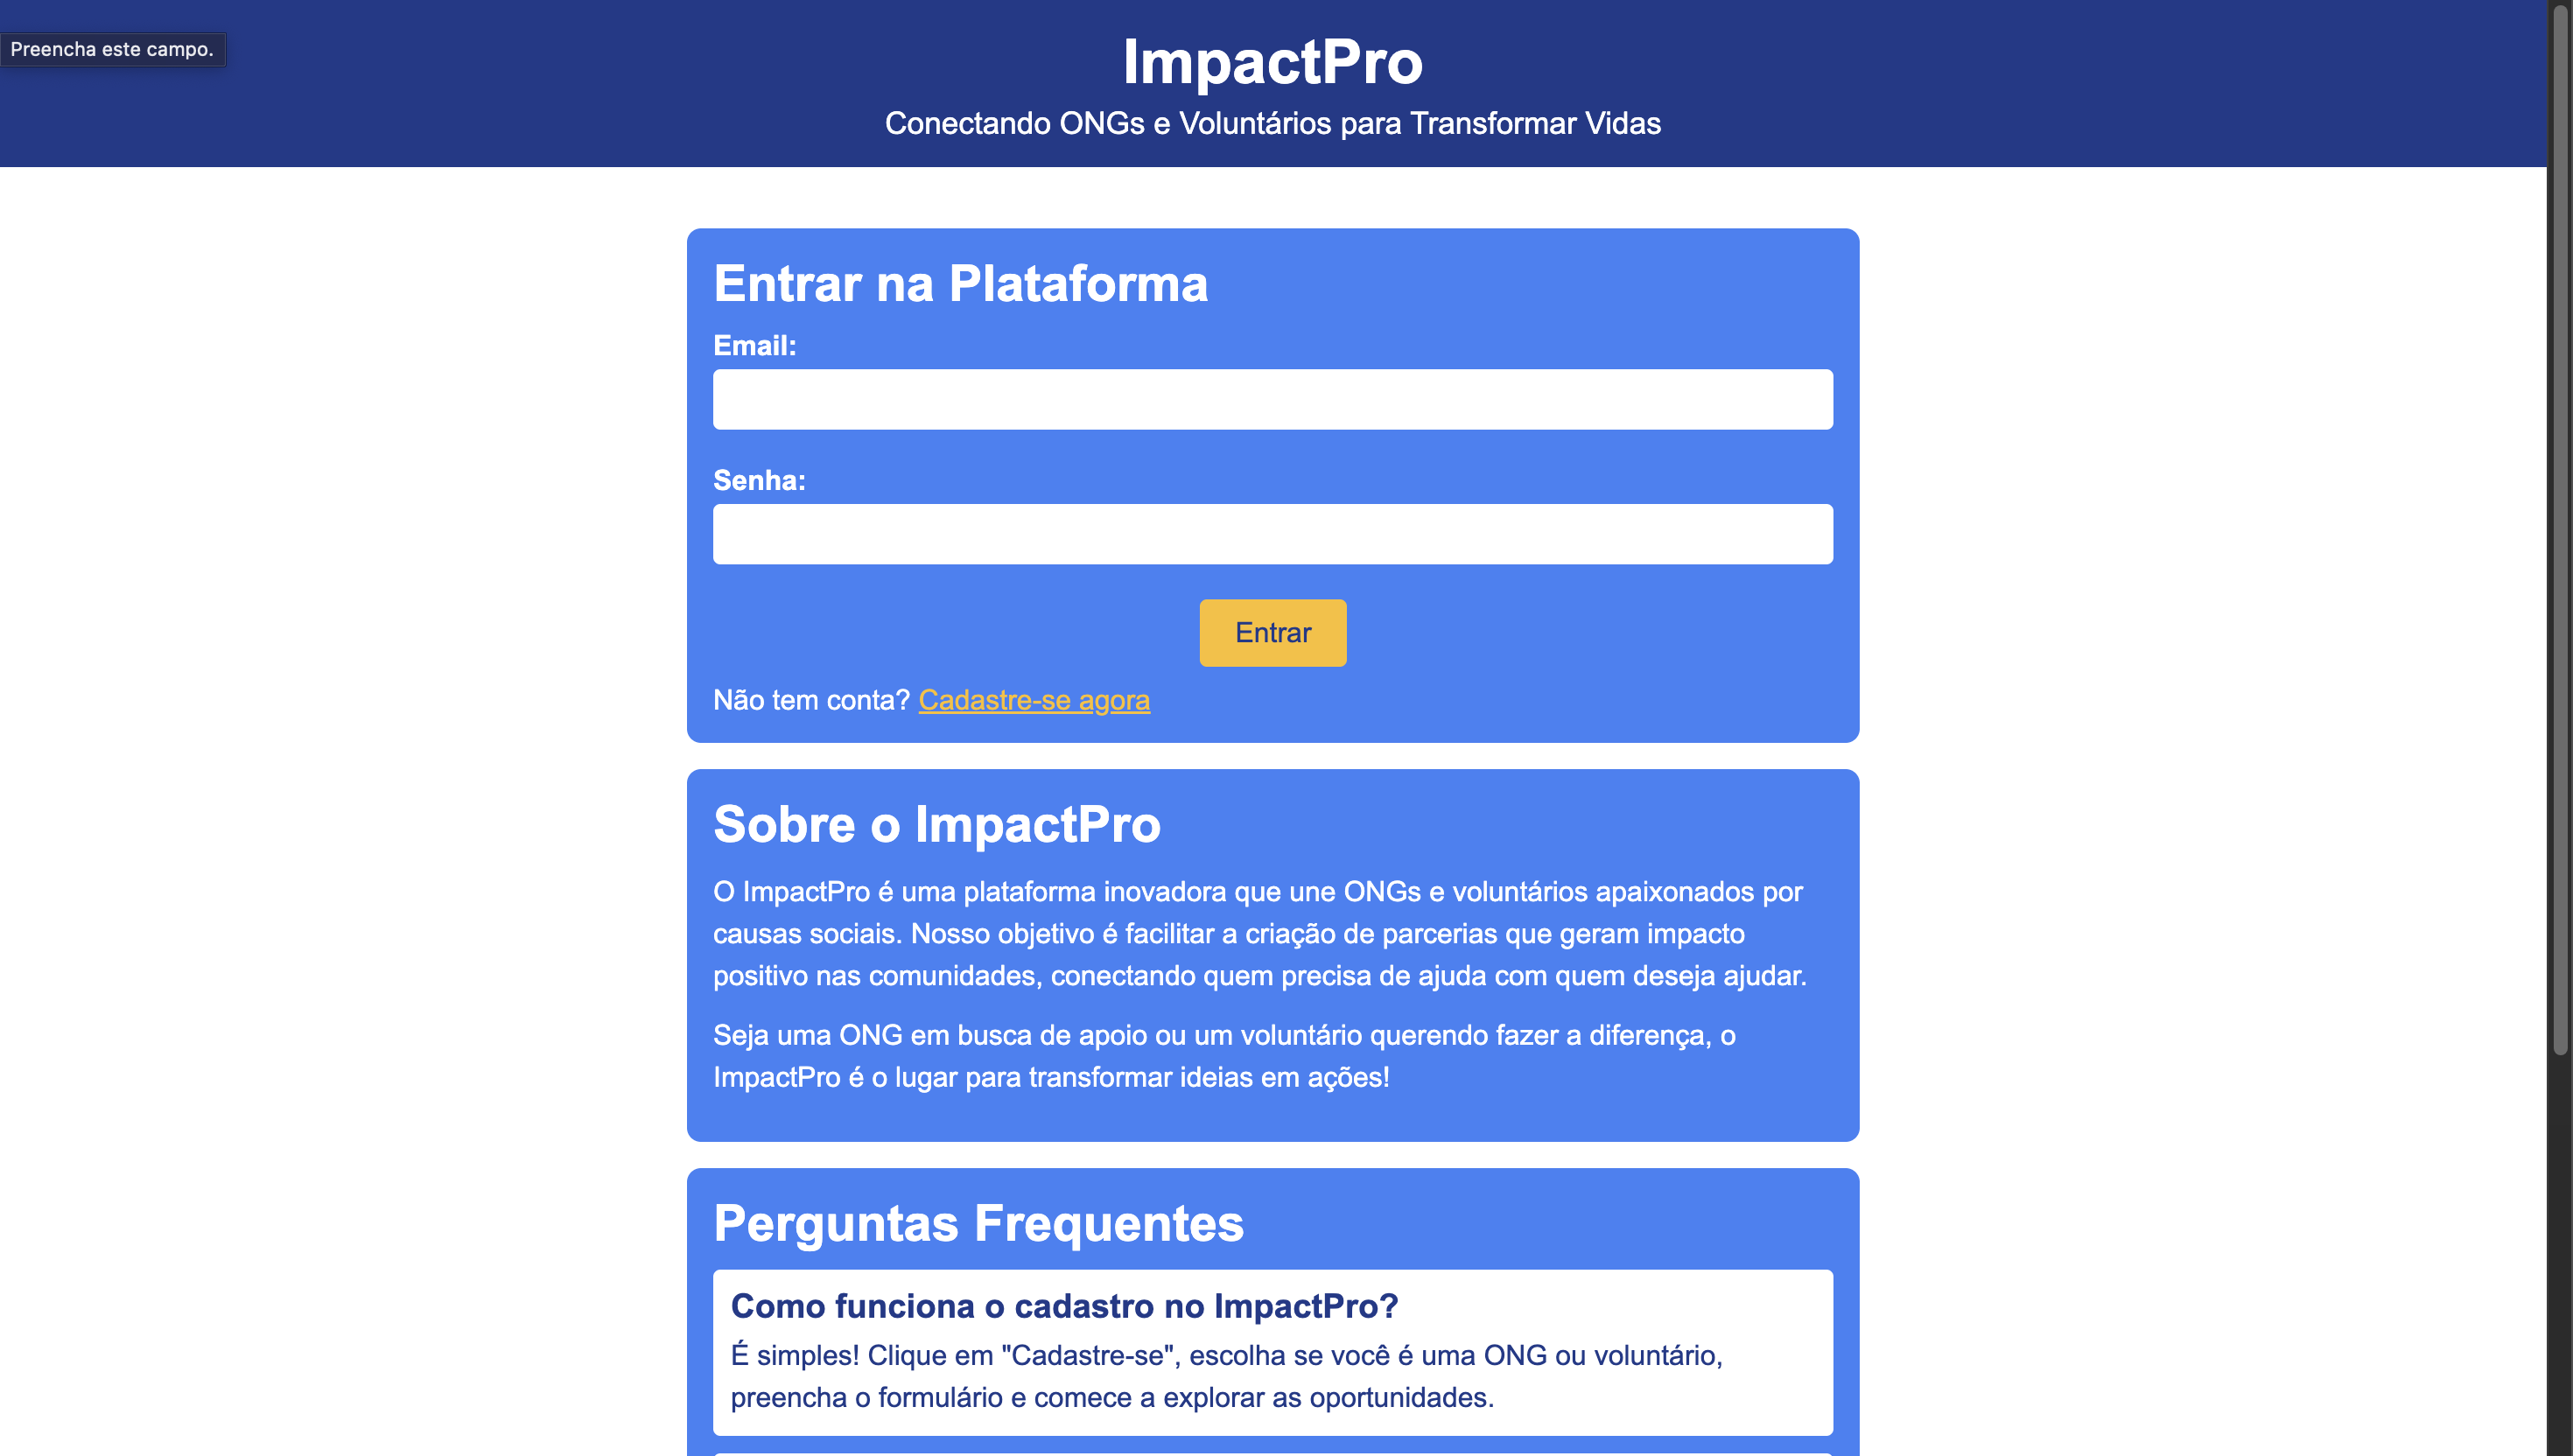 Preencha este campo.
ImpactPro
Conectando ONGs e Voluntários para Transformar Vidas
Entrar na Plataforma
Email:
Senha:
Entrar
Não tem conta? Cadastre-se agora
Sobre o ImpactPro
O ImpactPro é uma plataforma inovadora que une ONGs e voluntários apaixonados por
causas sociais. Nosso objetivo é facilitar a criação de parcerias que geram impacto
positivo nas comunidades, conectando quem precisa de ajuda com quem deseja ajudar.
Seja uma ONG em busca de apoio ou um voluntário querendo fazer a diferença, o
ImpactPro é o lugar para transformar ideias em ações!
Perguntas Frequentes
Como funciona o cadastro no ImpactPro?
É simples! Clique em "Cadastre-se", escolha se você é uma ONG ou voluntário,
preencha o formulário e comece a explorar as oportunidades.